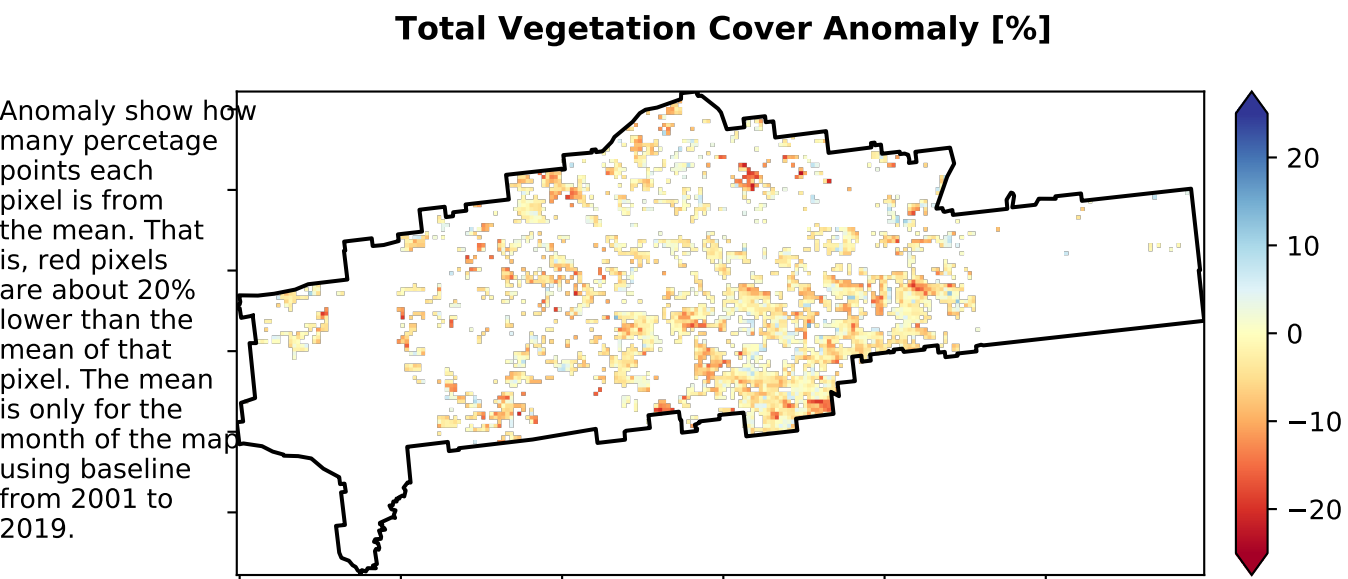 Total Vegetation Cover Anomaly [%]
Anomaly show how
many percetage
points each
pixel is from
the mean. That
is, red pixels
are about 20%
lower than the
mean of that
pixel. The mean
is only for the
month of the map
using baseline
from 2001 to
2019.
20
10
0
−10
−20